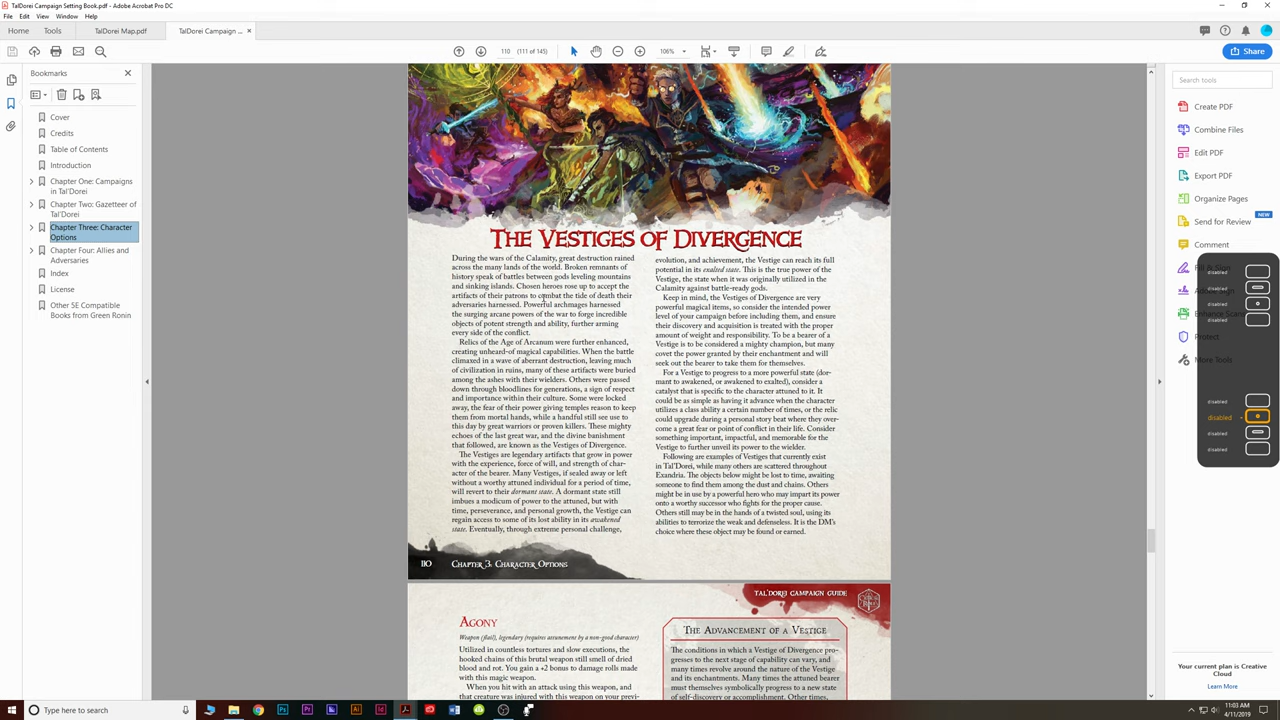 TalDorei Campaign Setting Book.pdf - Adobe Acrobat Pro DC
File Edit View Window Help
Home Tools TalDorei Map.pdf TalDorei Campaign ... ×
110 (111 of 145) 106%
Share
Bookmarks
Cover
Credits
Table of Contents
Introduction
Chapter One: Campaigns
in Tal'Dorei
Chapter Two: Gazetteer of
Tal'Dorei
Chapter Three: Character
Options
Chapter Four: Allies and
Adversaries
Index
License
Other 5E Compatible
Books from Green Ronin
The Vestiges of Divergence
During the wars of the Calamity, great destruction rained
across the many lands of the world. Broken remnants of
history speak of battles between gods leveling mountains
and sinking islands. Chosen heroes rose up to accept the
artifacts of their patrons to combat the tide of death their
adversaries harnessed. Powerful archmages harnessed
the surging arcane powers of the war to forge incredible
objects of potent strength and ability, further arming
every side of the conflict.
Relics of the Age of Arcanum were further enhanced,
creating unheard-of magical capabilities. When the battle
climaxed in a wave of aberrant destruction, leaving much
of civilization in ruins, many of these artifacts were buried
among the ashes with their wielders. Others were passed
down through bloodlines for generations, a sign of respect
and importance within their culture. Some were locked
away, the fear of their power giving temples reason to keep
them from mortal hands, while a handful still see use to
this day by great warriors or proven killers. These mighty
echoes of the last great war, and the divine banishment
that followed, are known as the Vestiges of Divergence.
The Vestiges are legendary artifacts that grow in power
with the experience, force of will, and strength of char-
acter of the bearer. Many Vestiges, if sealed away or left
without a worthy attuned individual for a period of time,
will revert to their dormant state. A dormant state still
imbues a modicum of power to the attuned, but with
time, perseverance, and personal growth, the Vestige can
regain access to some of its lost ability in its awakened
state. Eventually, through extreme personal challenge,
evolution, and achievement, the Vestige can reach its full
potential in its exalted state. This is the true power of the
Vestige, the state when it was originally utilized in the
Calamity against battle-ready gods.
Keep in mind, the Vestiges of Divergence are very
powerful magical items, so consider the intended power
level of your campaign before including them, and ensure
their discovery and acquisition is treated with the proper
amount of weight and responsibility. To be a bearer of a
Vestige is to be considered a mighty champion, but many
covet the power granted by their enchantment and will
seek out the bearer to take them for themselves.
For a Vestige to progress to a more powerful state (dor-
mant to awakened, or awakened to exalted), consider a
catalyst that is specific to the character attuned to it. It
could be as simple as having it advance when the character
utilizes a class ability a certain number of times, or the relic
could upgrade during a personal story beat where they over-
come a great fear or point of conflict in their life. Consider
something important, impactful, and memorable for the
Vestige to further unveil its power to the wielder.
Following are examples of Vestiges that currently exist
in Tal'Dorei, while many others are scattered throughout
Exandria. The objects below might be lost to time, awaiting
someone to find them among the dust and chains. Others
might be in use by a powerful hero who may impart its power
onto a worthy successor who fights for the proper cause.
Others still may be in the hands of a twisted soul, using its
abilities to terrorize the weak and defenseless. It is the DM's
choice where these object may be found or earned.
110 Chapter 3: Character Options
Tal'Dorei Campaign Guide
Agony
Weapon (flail), legendary (requires attunement by a non-good character)
Utilized in countless tortures and slow executions, the
hooked chains of this brutal weapon still smell of dried
blood and rot. You gain a +2 bonus to damage rolls made
with this magic weapon.
When you hit with an attack using this weapon, and
that creature was injured with this weapon on your previ-
The Advancement of a Vestige
The conditions in which a Vestige of Divergence pro-
gresses to the next stage of capability can vary, and
many times revolve around the nature of the Vestige
and its enchantments. Many times the attuned bearer
must themselves symbolically progress to a new state
of self-discovery or accomplishment. Other times,
Search tools
Create PDF
Combine Files
Edit PDF
Export PDF
Organize Pages
Send for Review
NEW
Comment
Protect
More Tools
disabled
disabled
disabled
disabled
disabled
disabled
disabled
disabled
Your current plan is Creative
Cloud
Learn More
Type here to search
11:03 AM
4/11/2019